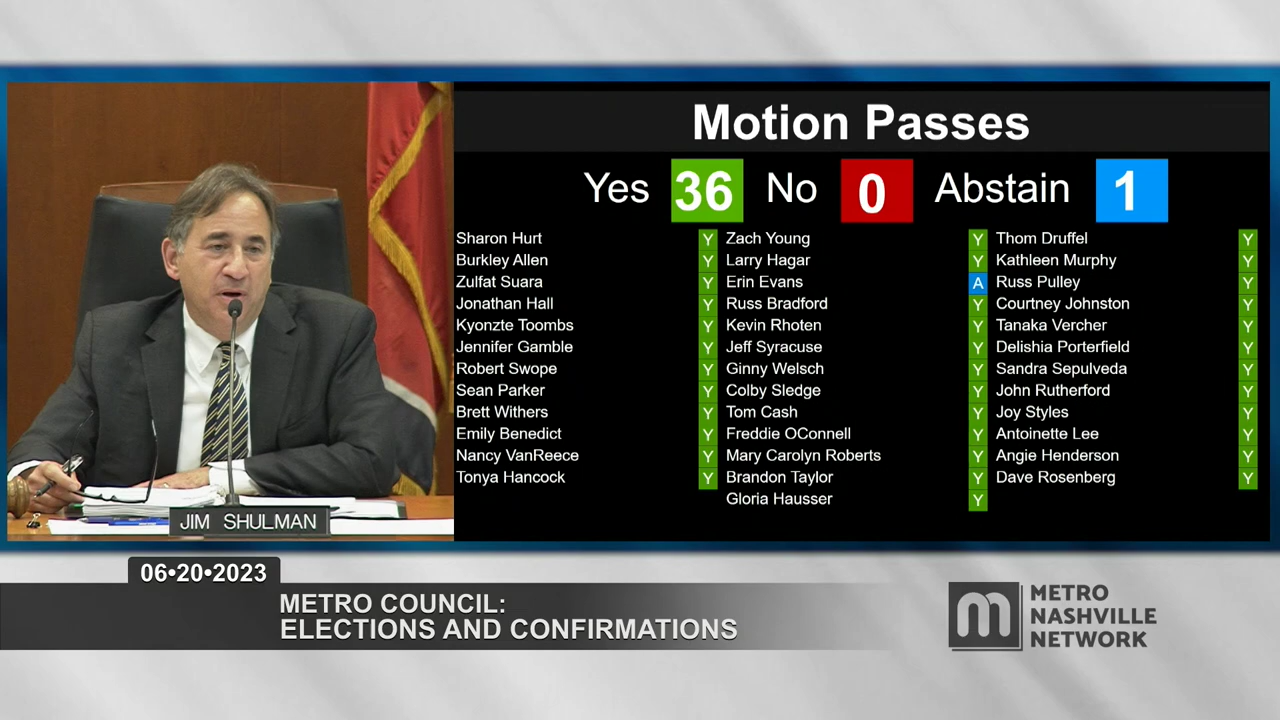 Motion Passes
Yes 36 No 0 Abstain 1
Sharon Hurt Y Zach Young Y Thom Druffel Y
Burkley Allen Y Larry Hagar Y Kathleen Murphy Y
Zulfat Suara Y Erin Evans A Russ Pulley Y
Jonathan Hall Y Russ Bradford Y Courtney Johnston Y
Kyonzte Toombs Y Kevin Rhoten Y Tanaka Vercher Y
Jennifer Gamble Y Jeff Syracuse Y Delishia Porterfield Y
Robert Swope Y Ginny Welsch Y Sandra Sepulveda Y
Sean Parker Y Colby Sledge Y John Rutherford Y
Brett Withers Y Tom Cash Y Joy Styles Y
Emily Benedict Y Freddie OConnell Y Antoinette Lee Y
Nancy VanReece Y Mary Carolyn Roberts Y Angie Henderson Y
Tonya Hancock Y Brandon Taylor Y Dave Rosenberg Y
Gloria Hausser Y
JIM SHULMAN
06•20•2023
METRO COUNCIL:
ELECTIONS AND CONFIRMATIONS
m
METRO
NASHVILLE
NETWORK